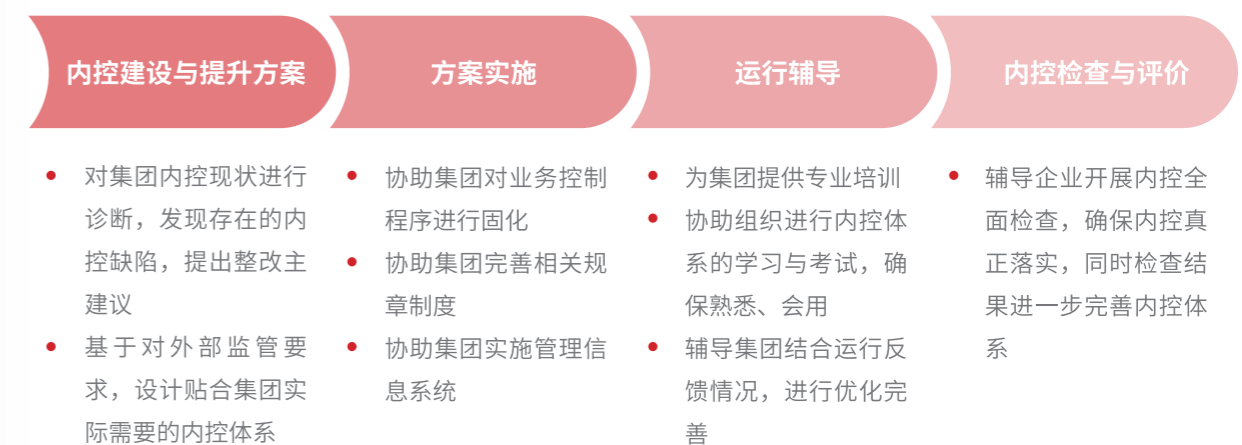 内控建设与提升方案
对集团内控现状进行
诊断，发现存在的内
控缺陷，提出整改主
建议
基于对外部监管要
求，设计贴合集团实
际需要的内控体系
方案实施
协助集团对业务控制
程序进行固化
协助集团完善相关规
章制度
协助集团实施管理信
息系统
运行辅导
为集团提供专业培训
协助组织进行内控体
系的学习与考试，确
保熟悉、会用
辅导集团结合运行反
馈情况，进行优化完
善
内控检查与评价
辅导企业开展内控全
面检查，确保内控真
正落实，同时检查结
果进一步完善内控体
系